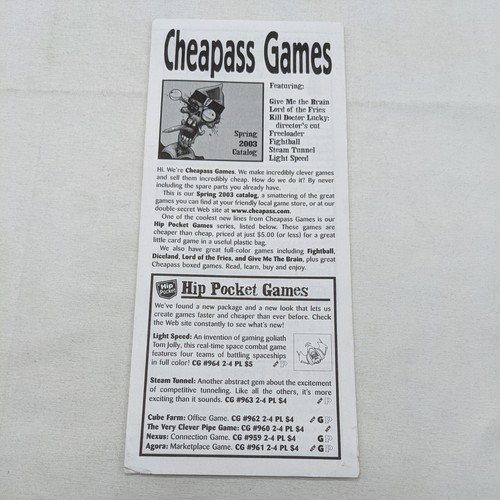 Cheapass Games
Spring
2003
Catalog
Featuring:
Give Me the Brain
Lord of the Fries
Kill Doctor Lucky:
director's cut
Freeloader
Fightball
Steam Tunnel
Light Speed
Hi. We're Cheapass Games. We make incredibly clever games
and sell them incredibly cheap. How do we do it? By never
including the spare parts you already have.
This is our Spring 2003 catalog, a smattering of the great
games you can find at your friendly local game store, or at our
double-secret Web site at www.cheapass.com.
One of the coolest new lines from Cheapass Games is our
Hip Pocket Games series, listed below. These games are
cheaper than cheap, priced at just $5.00 (or less) for a great
little card game in a useful plastic bag.
We also have great full-color games including Fightball,
Diceland, Lord of the Fries, and Give Me The Brain, plus great
Cheapass boxed games. Read, learn, buy and enjoy.
Hip
Pocket
Hip Pocket Games
We've found a new package and a new look that lets us
create games faster and cheaper than ever before. Check
the Web site constantly to see what's new!
Light Speed: An invention of gaming goliath
Tom Jolly, this real-time space combat game
features four teams of battling spaceships
in full color! CG #964 2-4 PL $5
Steam Tunnel: Another abstract gem about the excitement
of competitive tunneling. Like all the others, it's more
exciting than it sounds. CG #963 2-4 PL $4
Cube Farm: Office Game. CG #962 2-4 PL $4 G
The Very Clever Pipe Game: CG #960 2-4 PL $4
Nexus: Connection Game. CG #959 2-4 PL $4 G
Agora: Marketplace Game. CG #961 2-4 PL $4 G